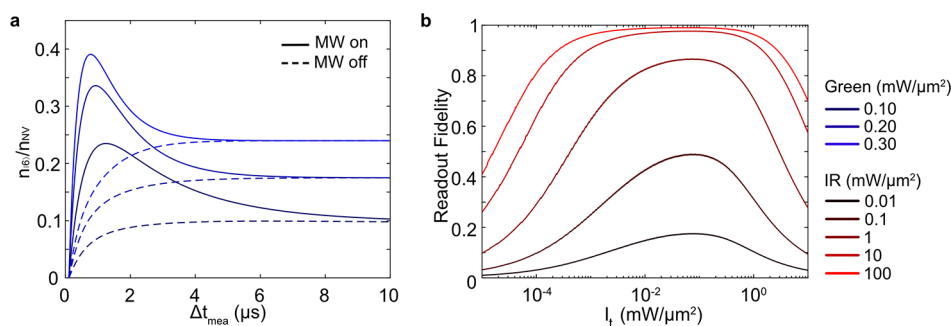 a
n|6⟩/nNV
0.4
0.3
0.2
0.1
0
0
2
4
6
8
10
Δtmea (μs)
MW on
MW off
b
Readout Fidelity
1
0.8
0.6
0.4
0.2
0
10-4
10-2
100
It (mW/μm2)
Green (mW/μm2)
0.10
0.20
0.30
IR (mW/μm2)
0.01
0.1
1
10
100